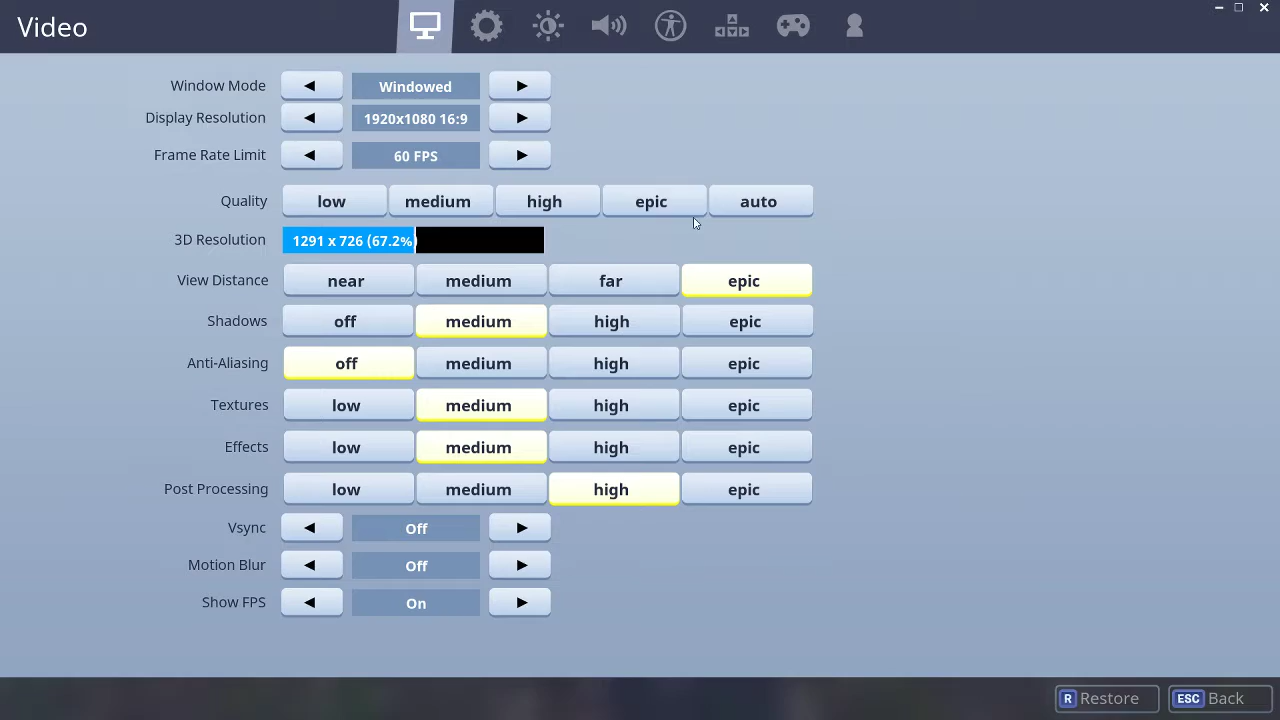 Video
Window Mode Windowed
Display Resolution 1920x1080 16:9
Frame Rate Limit 60 FPS
Quality low medium high epic auto
3D Resolution 1291 x 726 (67.2%)
View Distance near medium far epic
Shadows off medium high epic
Anti-Aliasing off medium high epic
Textures low medium high epic
Effects low medium high epic
Post Processing low medium high epic
Vsync Off
Motion Blur Off
Show FPS On
R Restore ESC Back